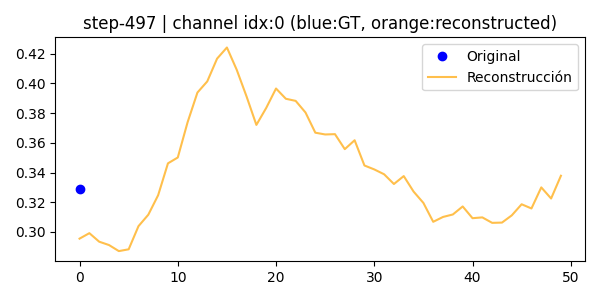 step-497 | channel idx:0 (blue:GT, orange:reconstructed)
Original
Reconstrucción
0.42
0.40
0.38
0.36
0.34
0.32
0.30
0 10 20 30 40 50